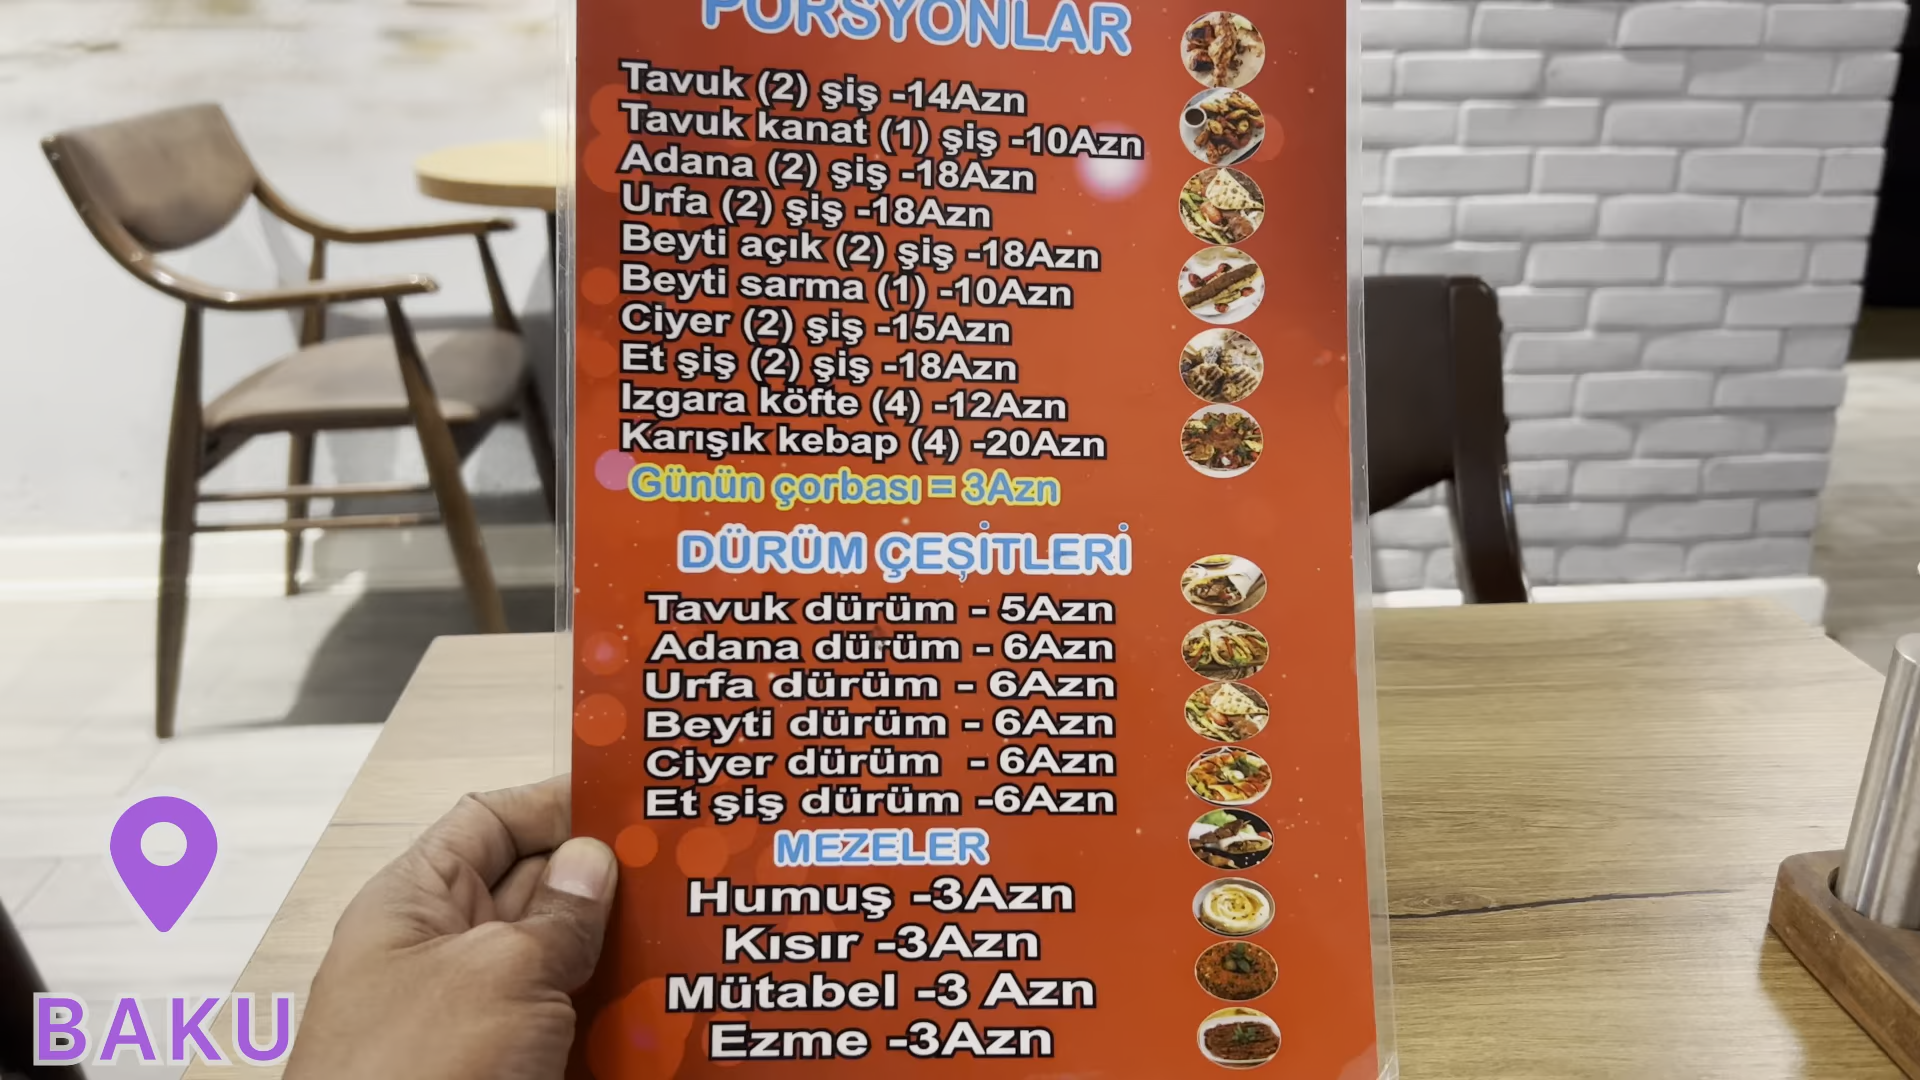 PORSYONLAR
Tavuk (2) şiş -14Azn
Tavuk kanat (1) şiş -10Azn
Adana (2) şiş -18Azn
Urfa (2) şiş -18Azn
Beyti açık (2) şiş -18Azn
Beyti sarma (1) -10Azn
Ciyer (2) şiş -15Azn
Et şiş (2) şiş -18Azn
Izgara köfte (4) -12Azn
Karışık kebap (4) -20Azn
Günün çorbası = 3Azn
DÜRÜM ÇEŞİTLERİ
Tavuk dürüm - 5Azn
Adana dürüm - 6Azn
Urfa dürüm - 6Azn
Beyti dürüm - 6Azn
Ciyer dürüm - 6Azn
Et şiş dürüm -6Azn
MEZELER
Humuş -3Azn
Kısır -3Azn
Mütabel -3 Azn
Ezme -3Azn
BAKU